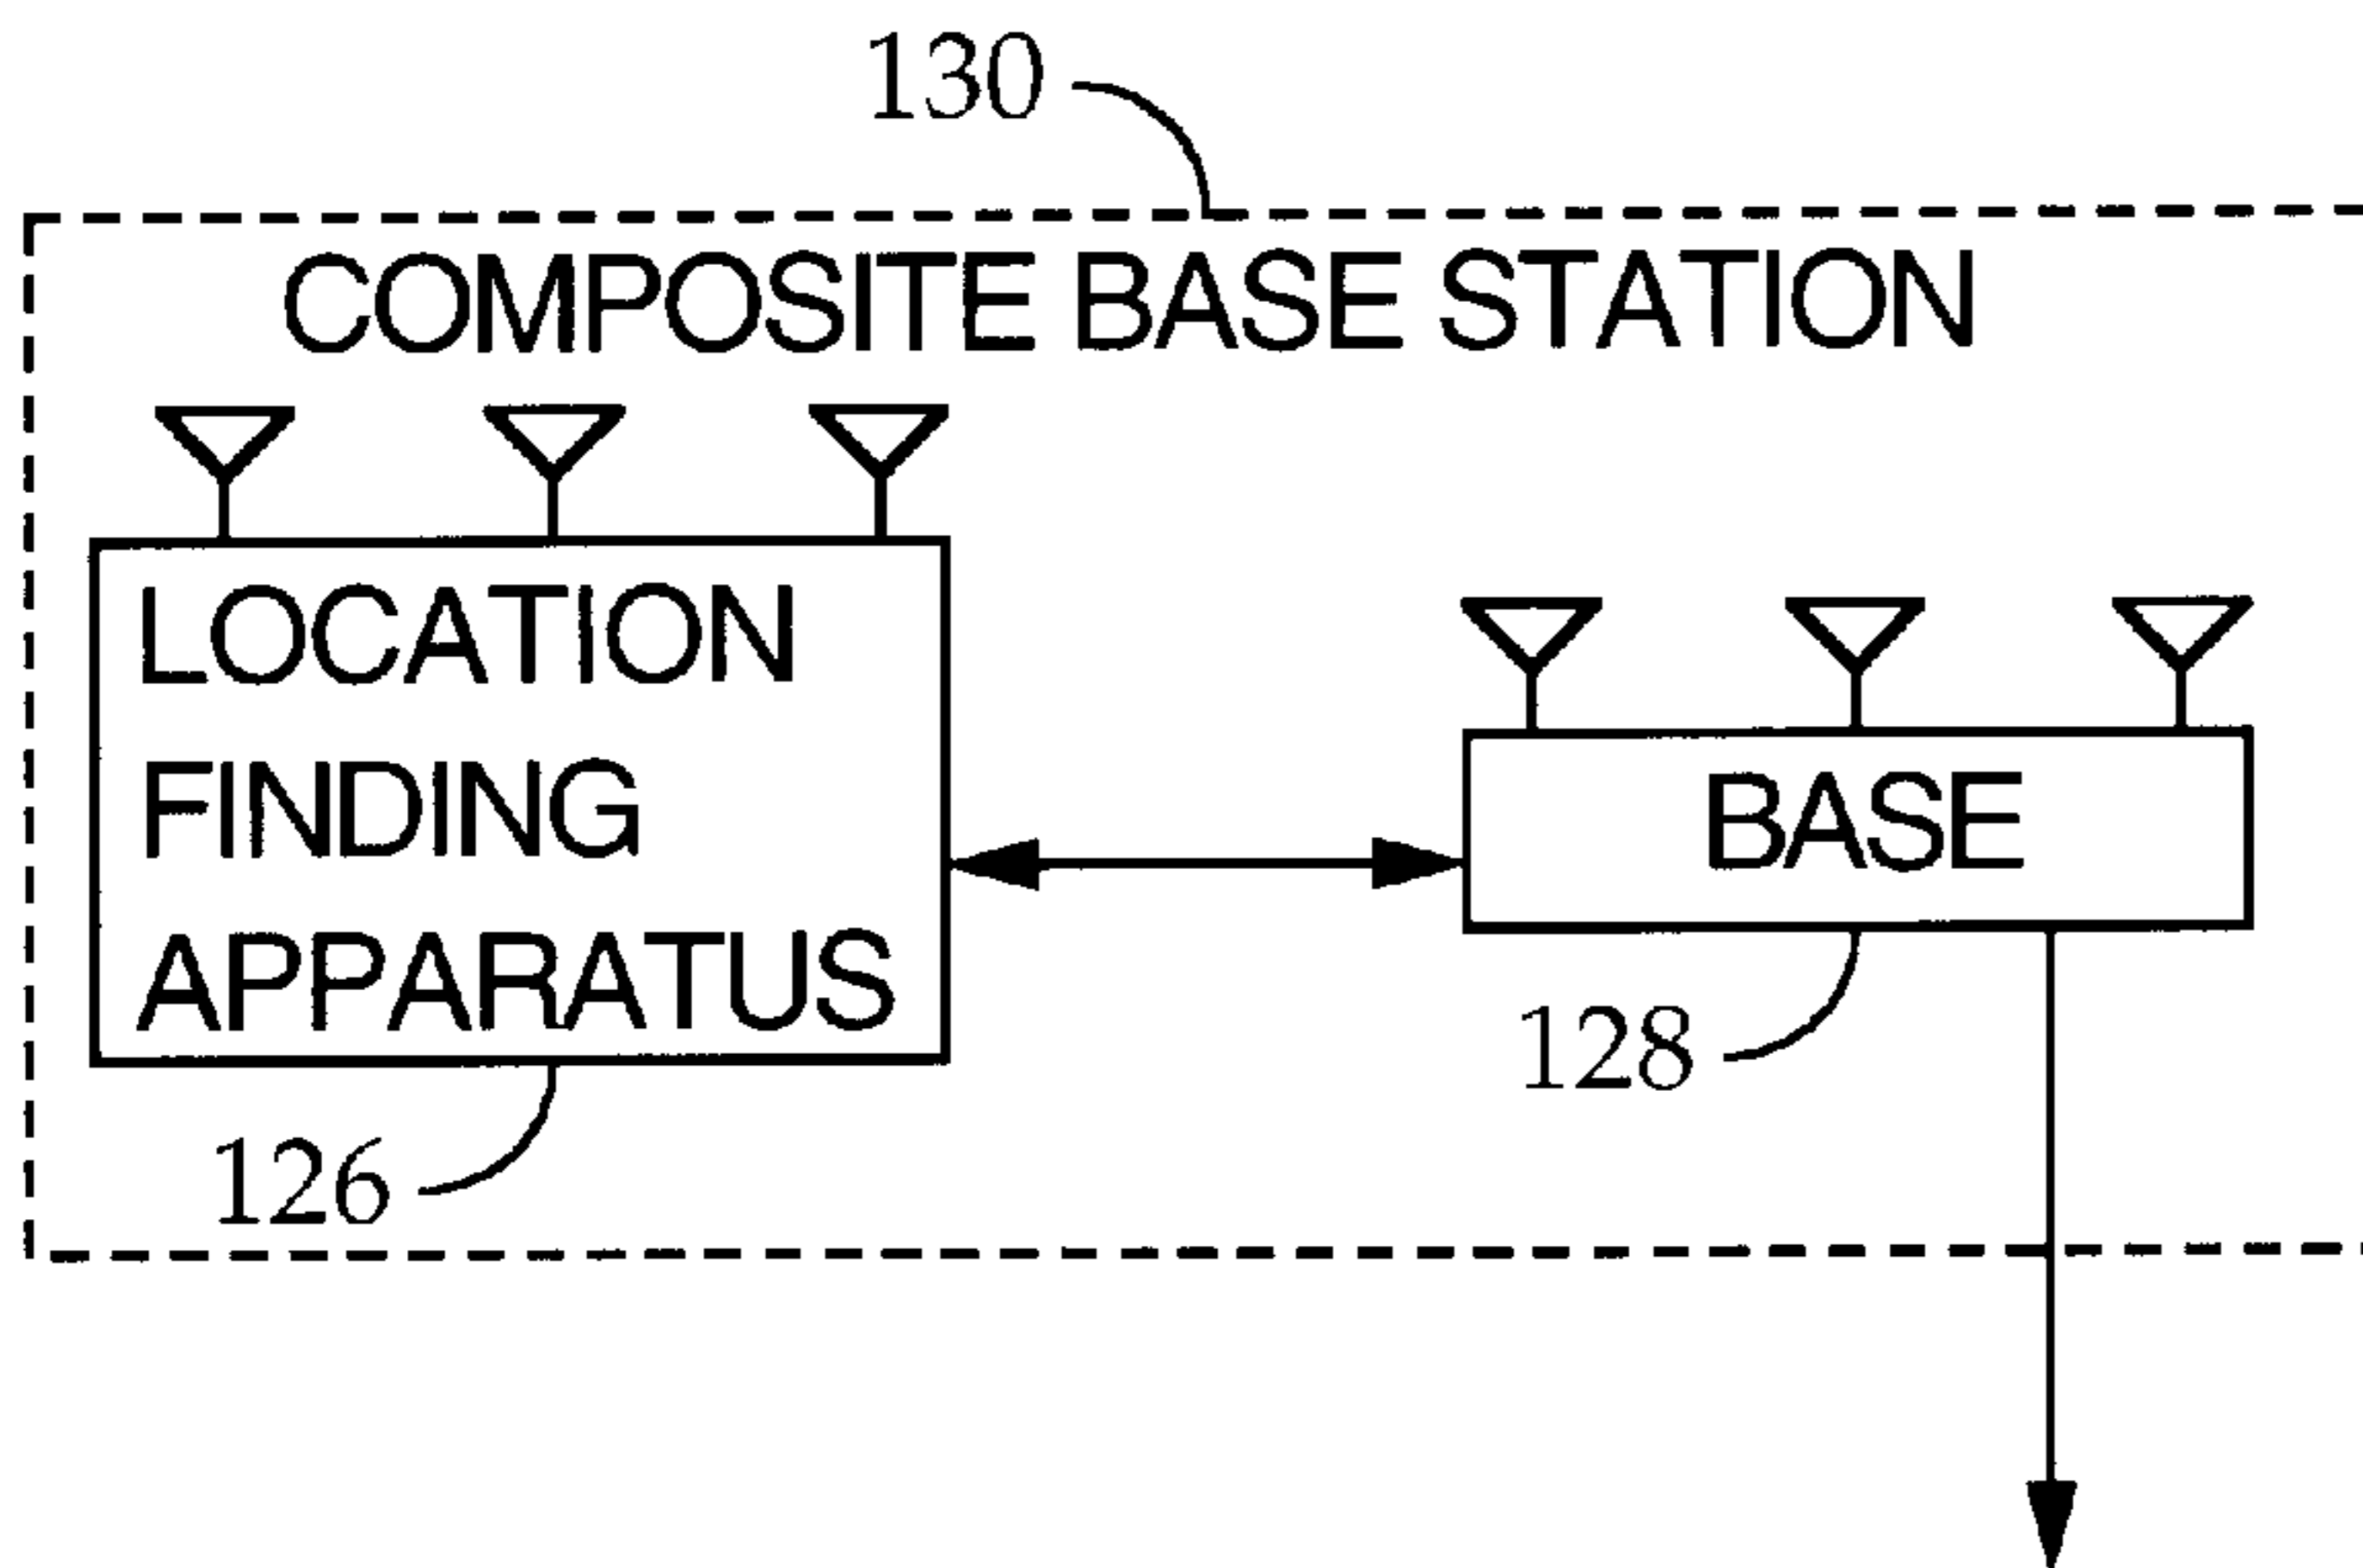 130
COMPOSITE BASE STATION
LOCATION
FINDING
APPARATUS
BASE
128
126